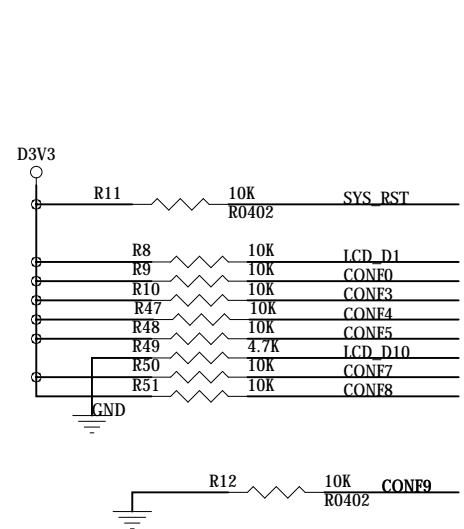 D3V3
R11 10K SYS_RST
R0402
R8 10K LCD_D1
R9 10K CONF0
R10 10K CONF3
R47 10K CONF4
R48 10K CONF5
R49 4.7K LCD_D10
R50 10K CONF7
R51 10K CONF8
GND
R12 10K CONF9
R0402